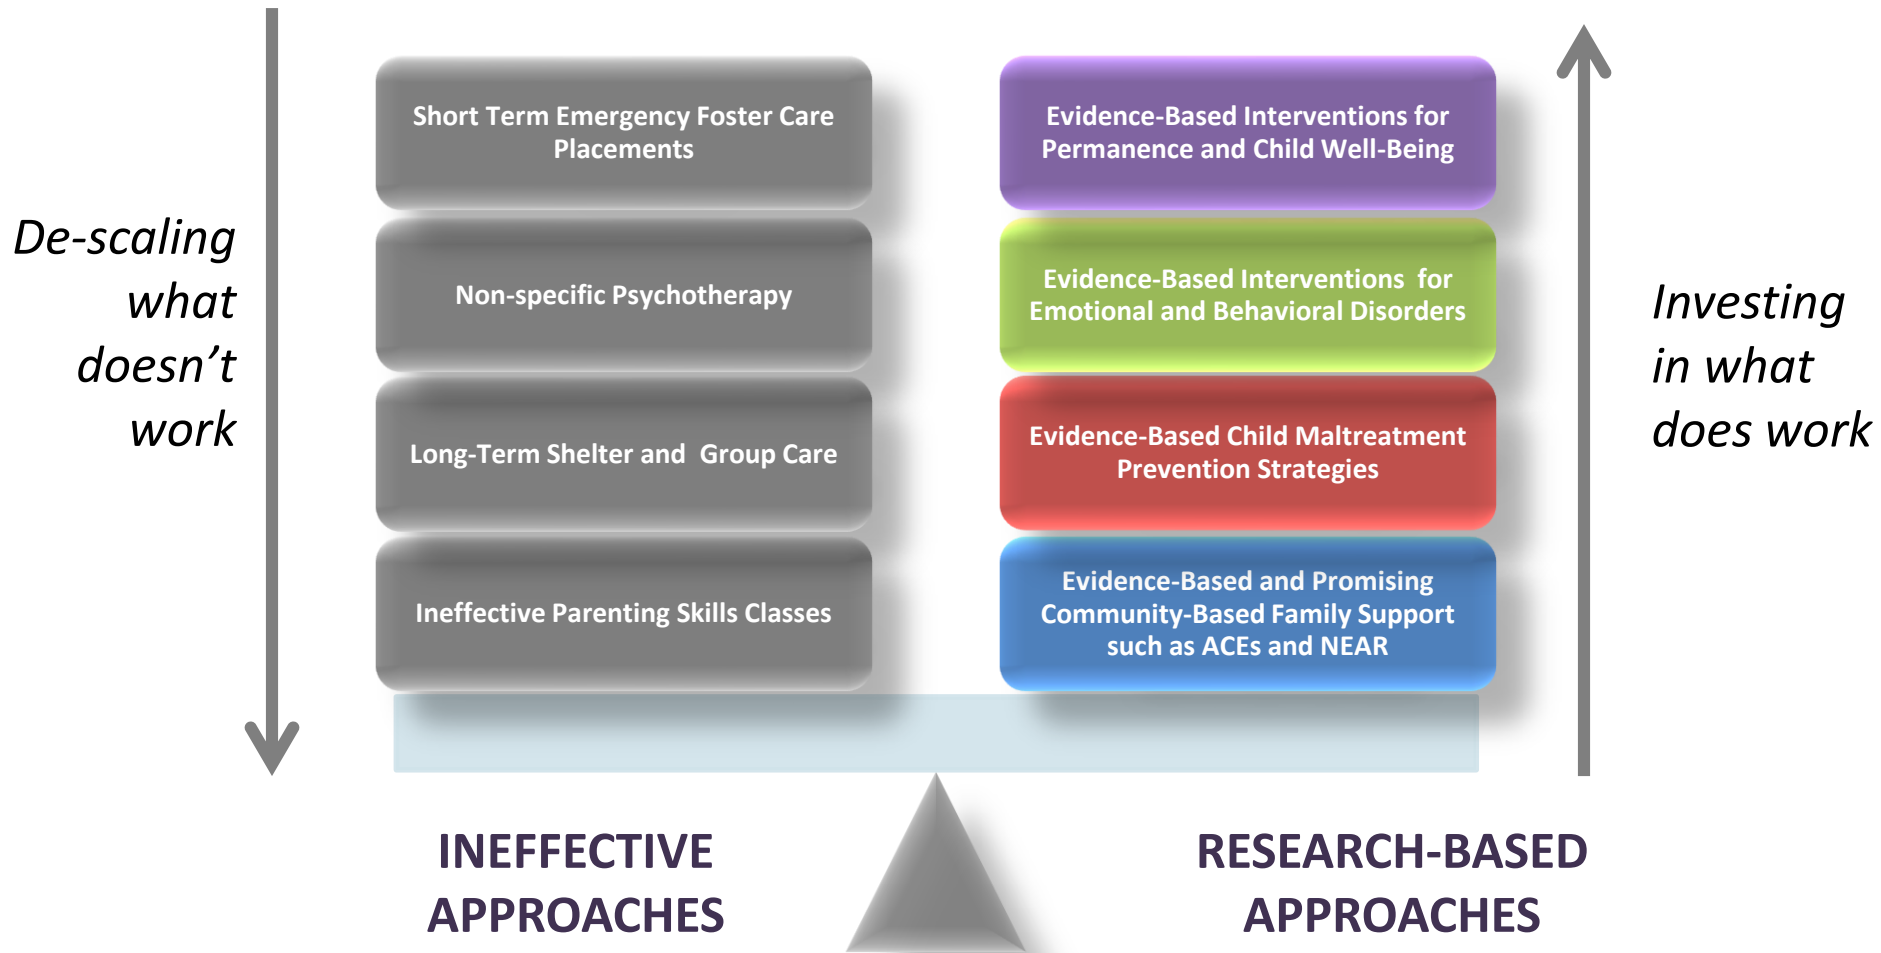 De-scaling
what
doesn’t
work
Short Term Emergency Foster Care
Placements
Non-specific Psychotherapy
Long-Term Shelter and  Group Care
Ineffective Parenting Skills Classes
Evidence-Based Interventions for
Permanence and Child Well-Being
Evidence-Based Interventions  for
Emotional and Behavioral Disorders
Evidence-Based Child Maltreatment
Prevention Strategies
Evidence-Based and Promising
Community-Based Family Support
such as ACEs and NEAR
Investing
in what
does work
INEFFECTIVE
APPROACHES
RESEARCH-BASED
APPROACHES